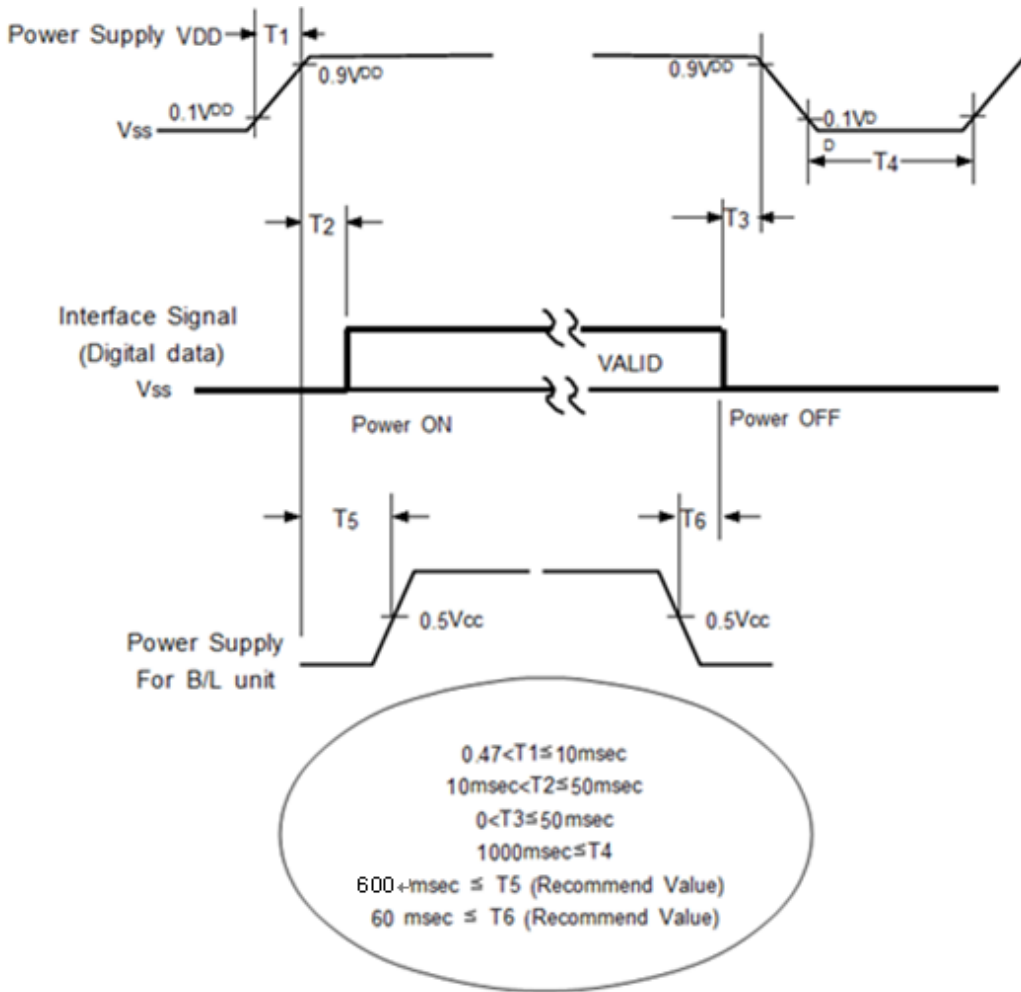 Power Supply VDD
T1
0.9VDD
0.9VDD
0.1VDD
0.1VD
D
Vss
T4
T2
T3
Interface Signal
(Digital data)
VALID
Vss
Power ON
Power OFF
T5
T6
0.5Vcc
0.5Vcc
Power Supply
For B/L unit
0.47<T1≤10msec
10msec<T2≤50msec
0<T3≤50msec
1000msec≤T4
600↵msec ≤ T5 (Recommend Value)
60 msec ≤ T6 (Recommend Value)